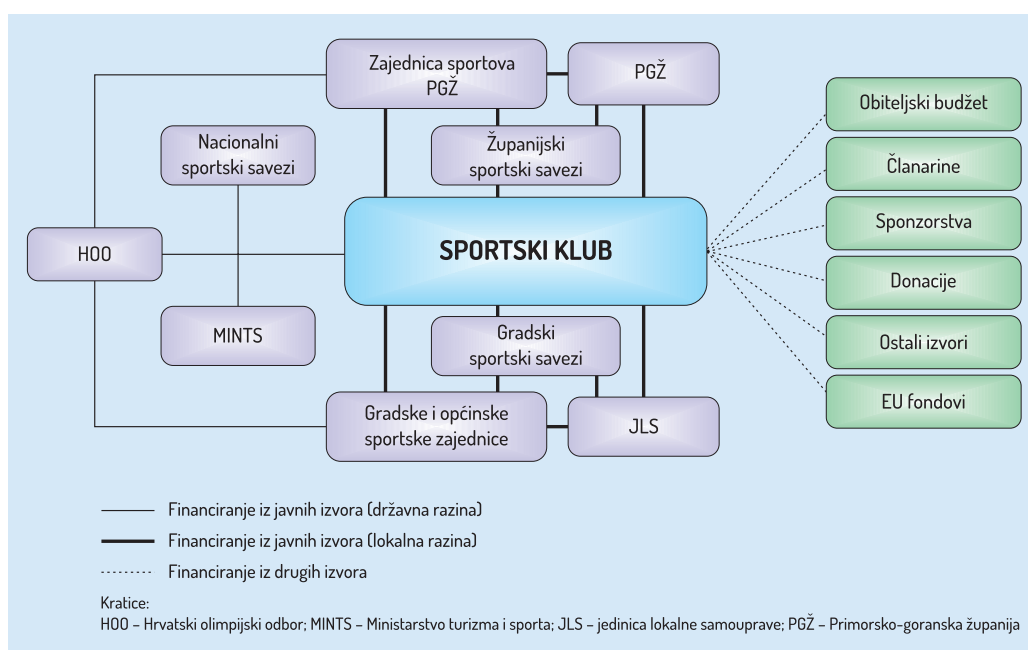 Zajednica sportova
PGŽ
PGŽ
Obiteljski budžet
Nacionalni
sportski savezi
Županijski
sportski savezi
Članarine
Sponzorstva
HOO
SPORTSKI KLUB
Donacije
MINTS
Gradski
sportski savezi
Ostali izvori
Gradske i općinske
sportske zajednice
JLS
EU fondovi
Financiranje iz javnih izvora (državna razina)
Financiranje iz javnih izvora (lokalna razina)
Financiranje iz drugih izvora
Kratice:
HOO – Hrvatski olimpijski odbor; MINTS – Ministarstvo turizma i sporta; JLS – jedinica lokalne samouprave; PGŽ – Primorsko-goranska županija